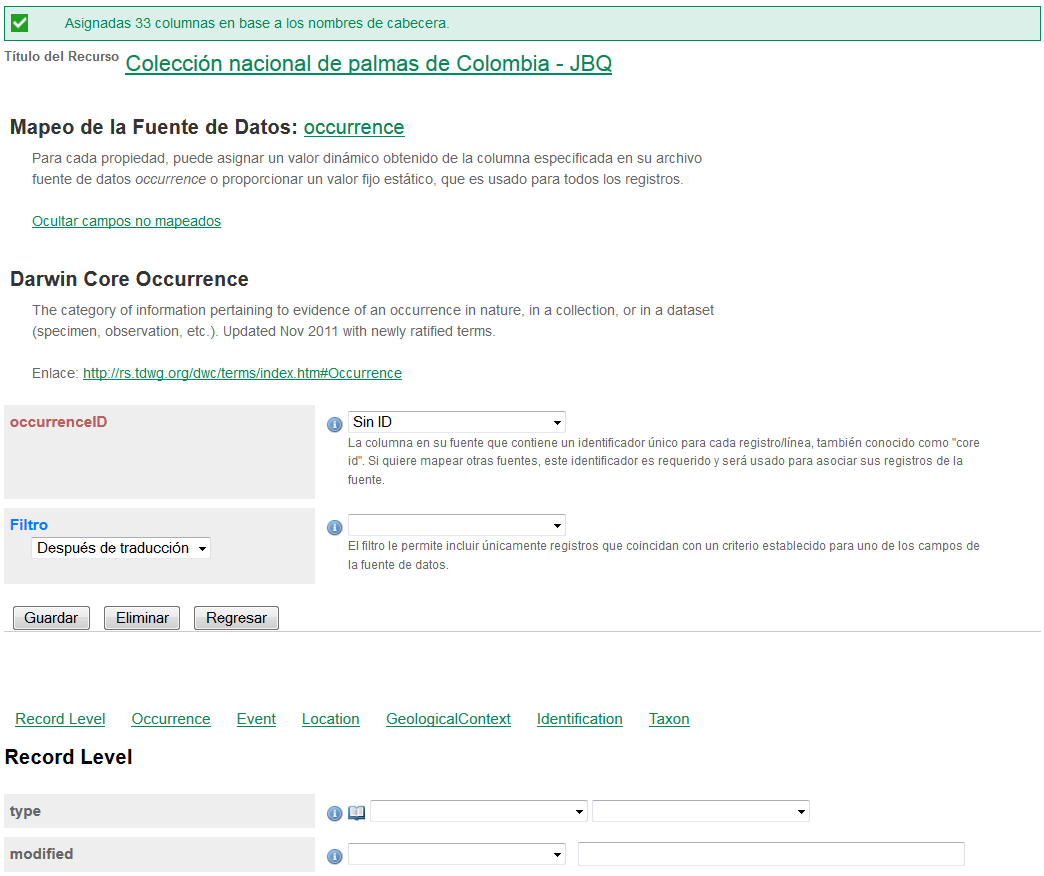 Asignadas 33 columnas en base a los nombres de cabecera.
Título del Recurso Colección nacional de palmas de Colombia - JBQ
Mapeo de la Fuente de Datos: occurrence
Para cada propiedad, puede asignar un valor dinámico obtenido de la columna especificada en su archivo
fuente de datos occurrence o proporcionar un valor fijo estático, que es usado para todos los registros.
Ocultar campos no mapeados
Darwin Core Occurrence
The category of information pertaining to evidence of an occurrence in nature, in a collection, or in a dataset
(specimen, observation, etc.). Updated Nov 2011 with newly ratified terms.
Enlace: http://rs.tdwg.org/dwc/terms/index.htm#Occurrence
occurrenceID
Sin ID
La columna en su fuente que contiene un identificador único para cada registro/línea, también conocido como "core
id". Si quiere mapear otras fuentes, este identificador es requerido y será usado para asociar sus registros de la
fuente.
Filtro
Después de traducción
El filtro le permite incluir únicamente registros que coincidan con un criterio establecido para uno de los campos de
la fuente de datos.
Guardar Eliminar Regresar
Record Level Occurrence Event Location GeologicalContext Identification Taxon
Record Level
type
modified